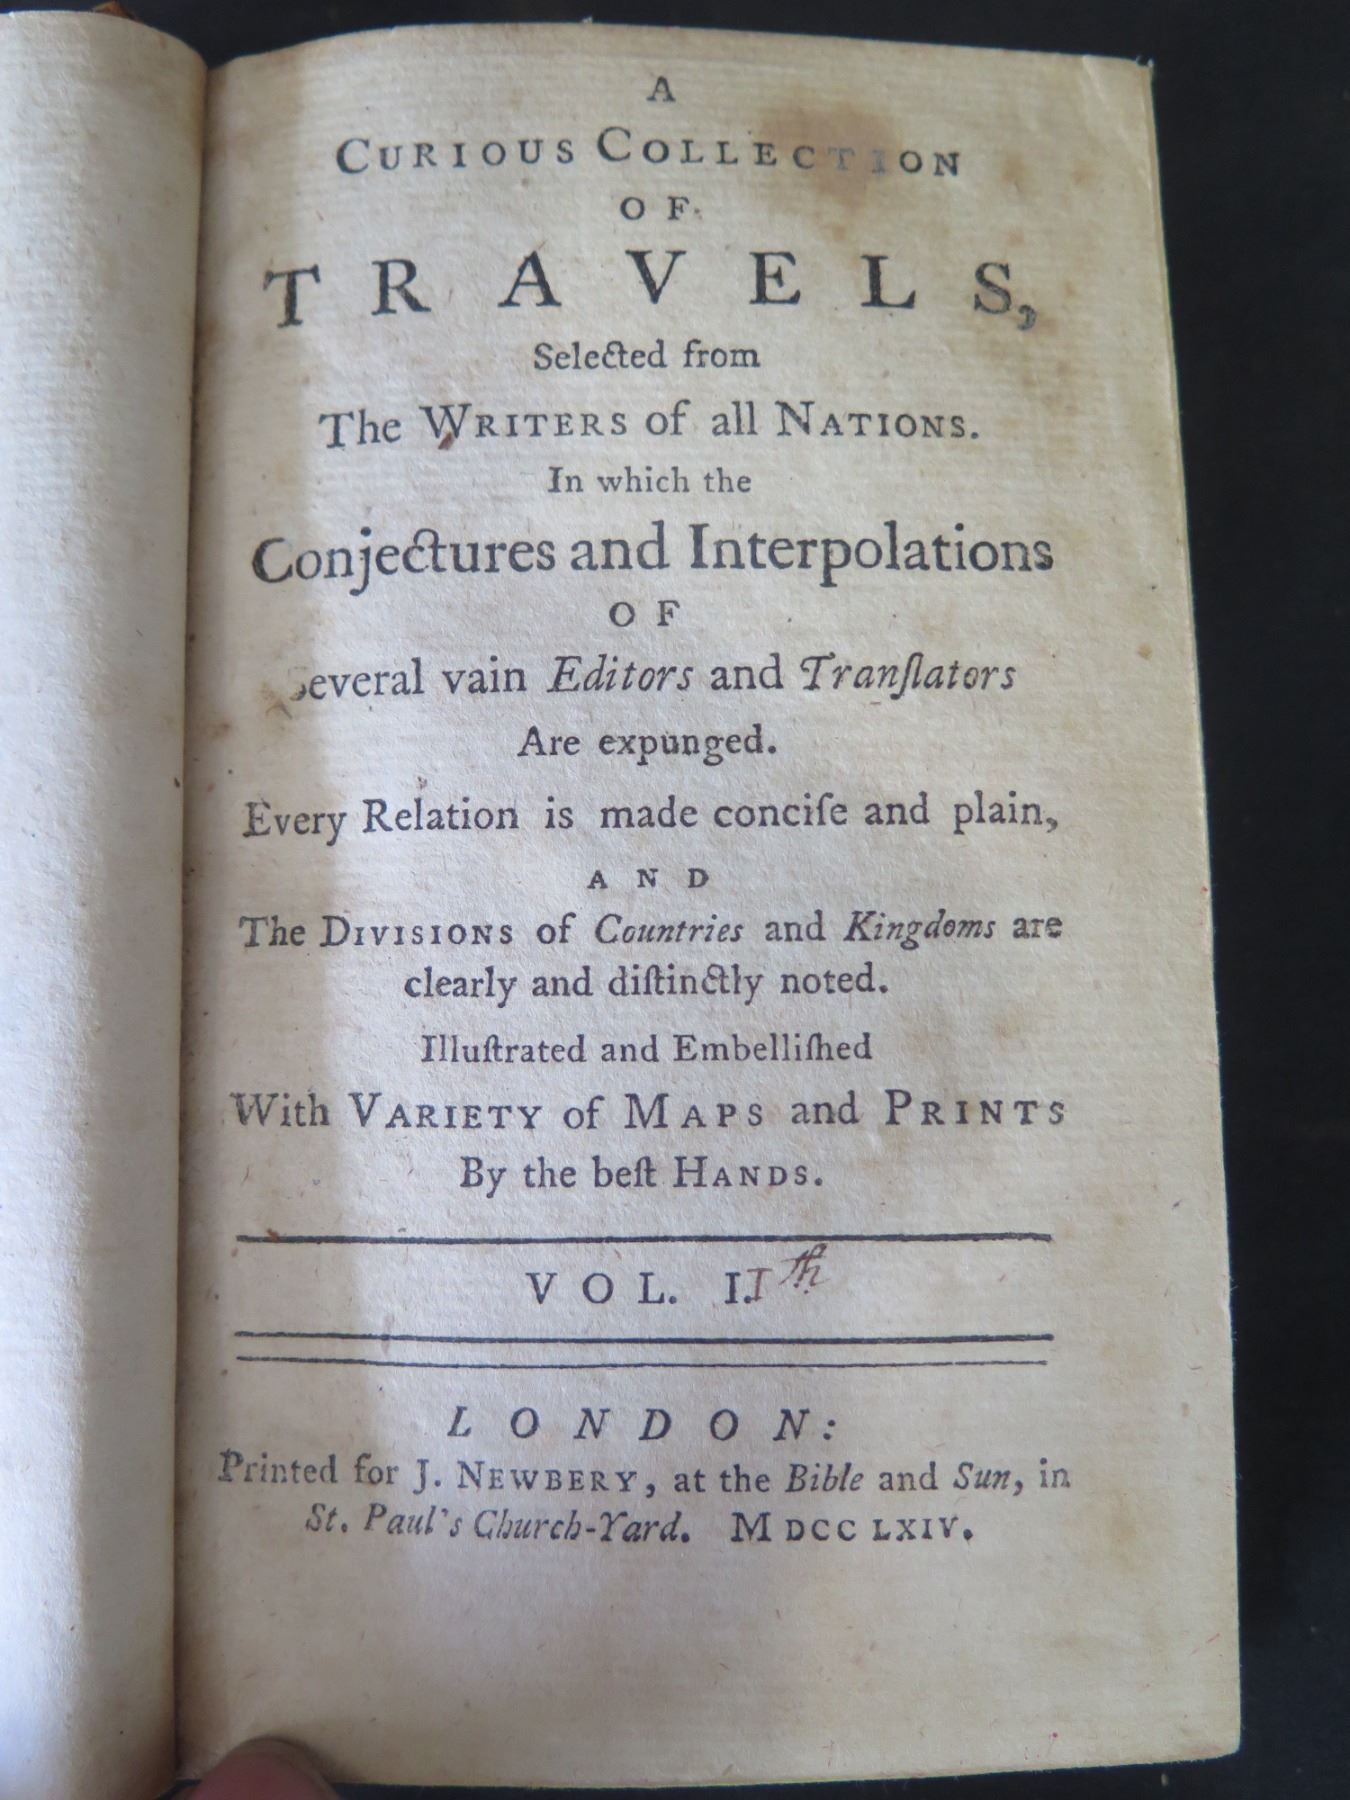 A
CURIOUS COLLECTION
OF
TRAVELS,
Selected from
The WRITERS of all NATIONS.
In which the
Conjectures and Interpolations
OF
Several vain Editors and Tranſlators
Are expunged.
Every Relation is made conciſe and plain,
AND
The DIVISIONS of Countries and Kingdoms are
clearly and diſtinctly noted.
Illuſtrated and Embelliſhed
With VARIETY of MAPS and PRINTS
By the beſt HANDS.
VOL. I.I th
LONDON:
Printed for J. NEWBERY, at the Bible and Sun, in
St. Paul's Church-Yard. MDCCLXIV.